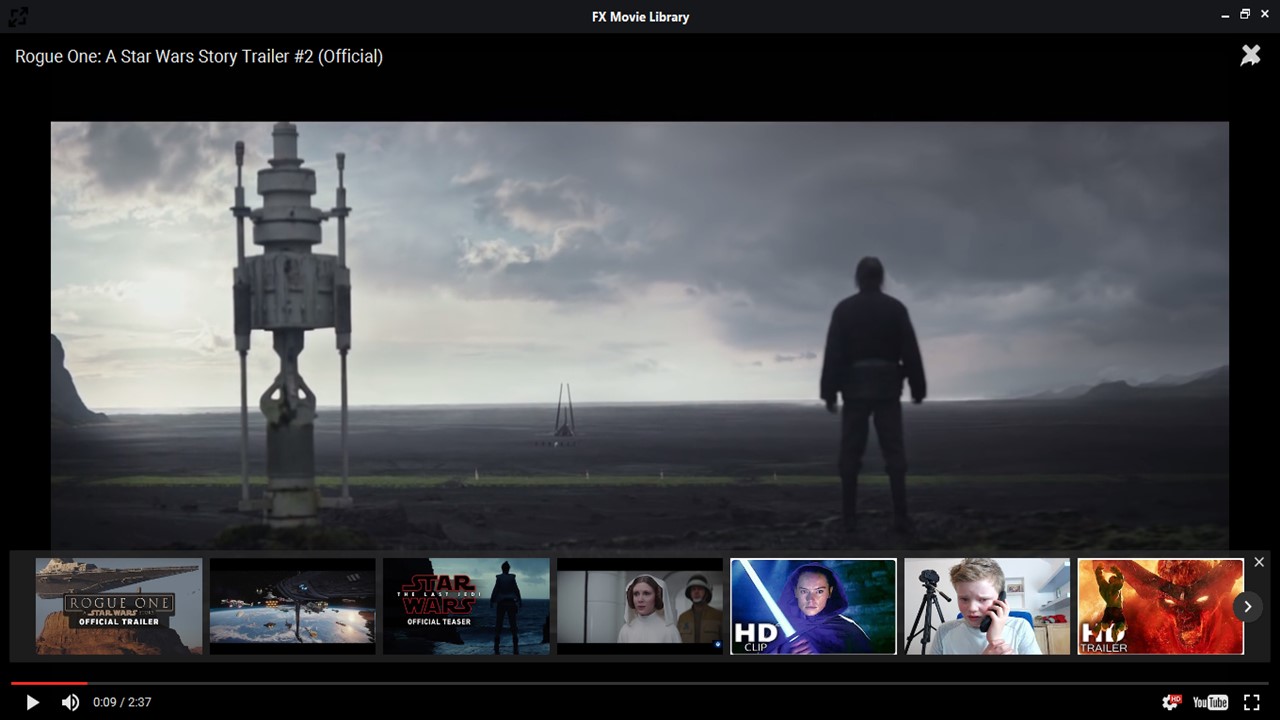 FX Movie Library
Rogue One: A Star Wars Story Trailer #2 (Official)
ROGUE ONE
A STAR WARS STORY
OFFICIAL TRAILER
STAR
THE LAST JEDI
WARS
OFFICIAL TEASER
HD
CLIP
HD
TRAILER
0:09 / 2:37
HD
YouTube